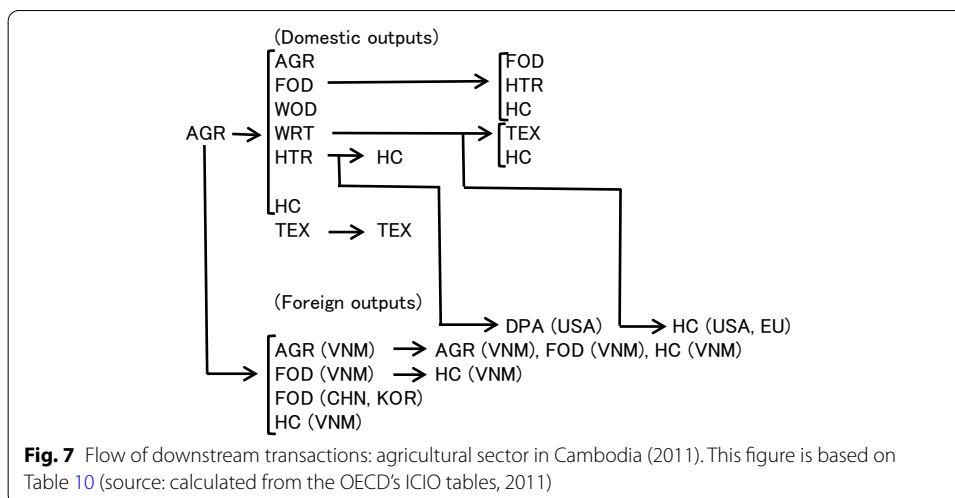 (Domestic outputs)
AGR FOD
FOD HTR
WOD HC
AGR WRT TEX
HTR HC HC
HC
TEX TEX
(Foreign outputs)
DPA (USA) HC (USA, EU)
AGR (VNM) AGR (VNM), FOD (VNM), HC (VNM)
FOD (VNM) HC (VNM)
FOD (CHN, KOR)
HC (VNM)
Fig. 7 Flow of downstream transactions: agricultural sector in Cambodia (2011). This figure is based on
Table 10 (source: calculated from the OECD's ICIO tables, 2011)